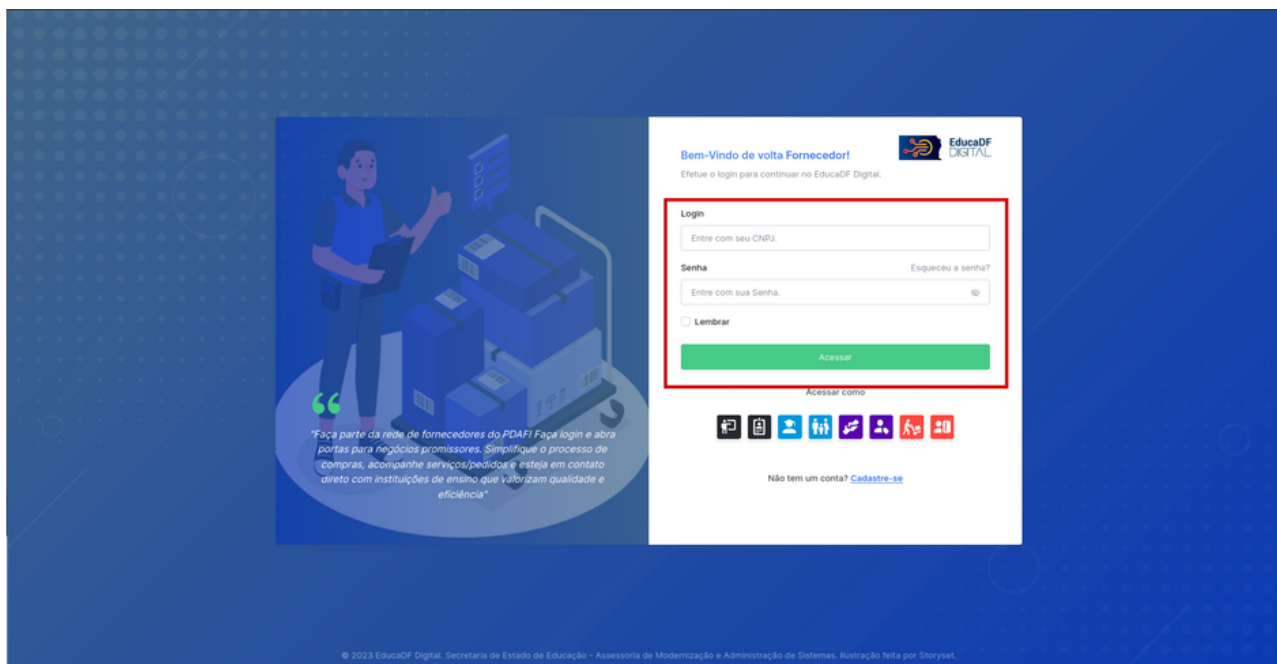 EducaDF
DIGITAL
Bem-Vindo de volta Fornecedor!
Efetue o login para continuar no EducaDF Digital.
Login
Entre com seu CNPJ.
Senha
Esqueceu a senha?
Entre com sua Senha.
Lembrar
Acessar
Acessar como
Não tem um conta? Cadastre-se
"Faça parte da rede de fornecedores do PDAF! Faça login e abra
portas para negócios promissores. Simplifique o processo de
compras, acompanhe serviços/pedidos e esteja em contato
direto com instituições de ensino que valorizam qualidade e
eficiência"
© 2023 EducaDF Digital. Secretaria de Estado de Educação - Assessoria de Modernização e Administração de Sistemas. Ilustração feita por Storyset.